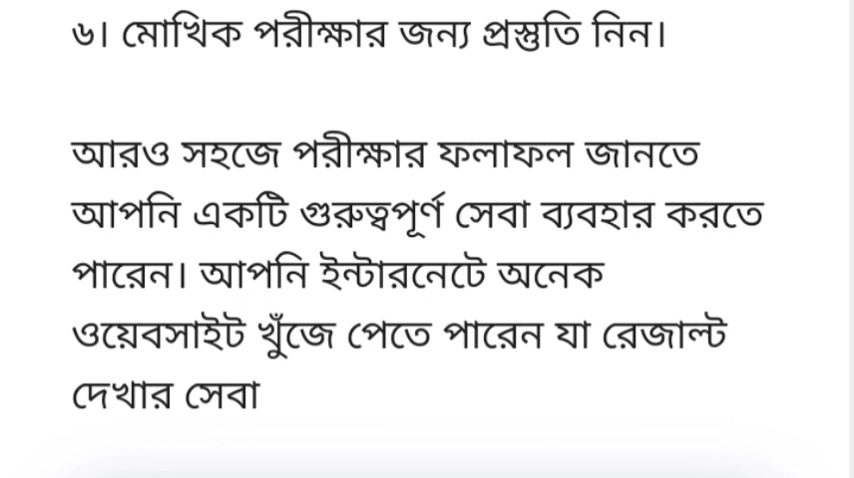 ৬। মোখিক পরীক্ষার জন্য প্রস্তুতি নিন।
আরও সহজে পরীক্ষার ফলাফল জানতে
আপনি একটি গুরুত্বপূর্ণ সেবা ব্যবহার করতে
পারেন। আপনি ইন্টারনেটে অনেক
ওয়েবসাইট খুঁজে পেতে পারেন যা রেজাল্ট
দেখার সেবা